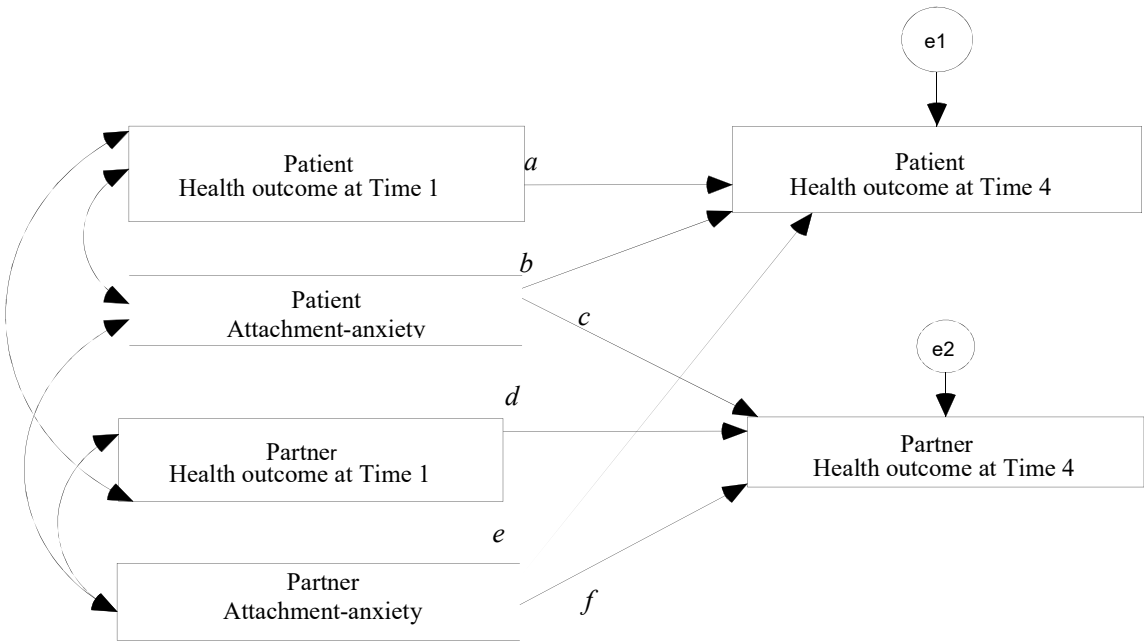 e1
Patient
Health outcome at Time 1
a
Patient
Health outcome at Time 4
b
Patient
Attachment-anxiety
c
e2
d
Partner
Health outcome at Time 1
Partner
Health outcome at Time 4
e
Partner
Attachment-anxiety
f